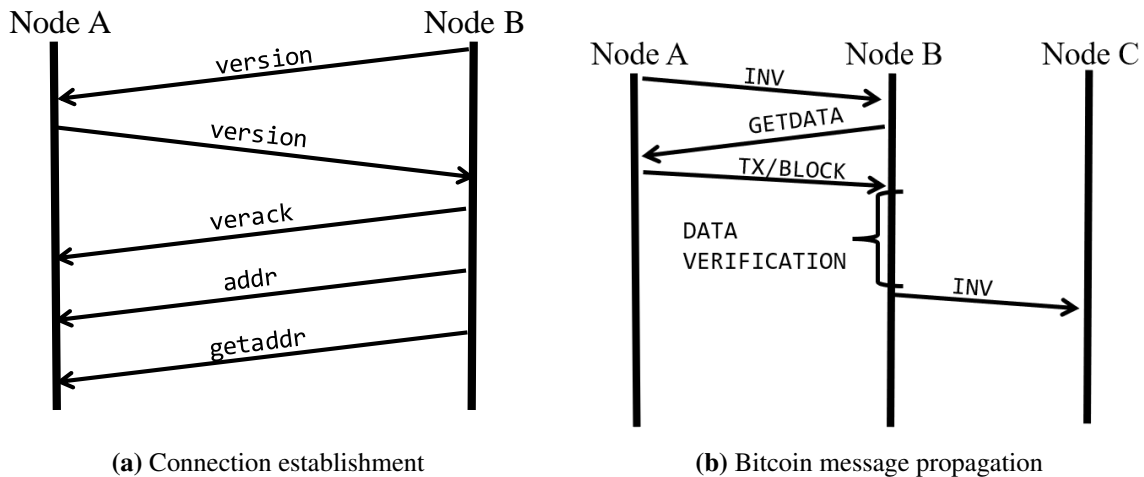 Node A
Node B
version
version
verack
addr
getaddr
(a) Connection establishment
Node A
Node B
Node C
INV
GETDATA
TX/BLOCK
DATA
VERIFICATION
INV
(b) Bitcoin message propagation